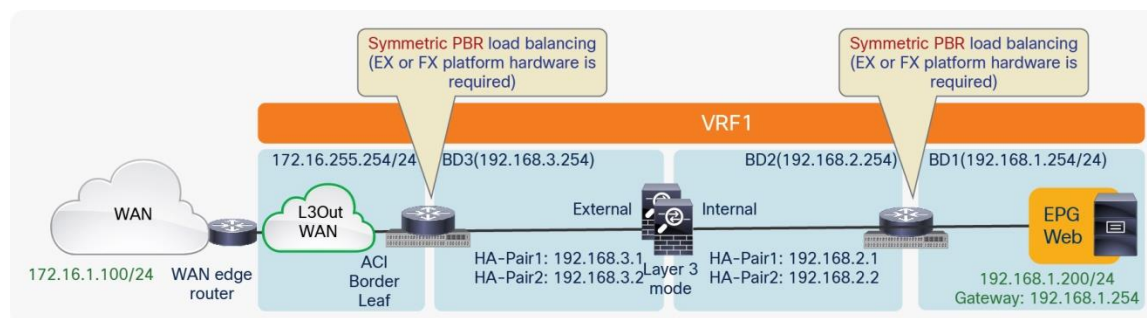 Symmetric PBR load balancing
(EX or FX platform hardware is
required)
Symmetric PBR load balancing
(EX or FX platform hardware is
required)
VRF1
172.16.255.254/24
BD3(192.168.3.254)
BD2(192.168.2.254)
BD1(192.168.1.254/24)
WAN
L3Out
WAN
External
Internal
EPG
Web
172.16.1.100/24
WAN edge
router
ACI
Border
Leaf
HA-Pair1: 192.168.3.1
HA-Pair2: 192.168.3.2
Layer 3
mode
HA-Pair1: 192.168.2.1
HA-Pair2: 192.168.2.2
192.168.1.200/24
Gateway: 192.168.1.254